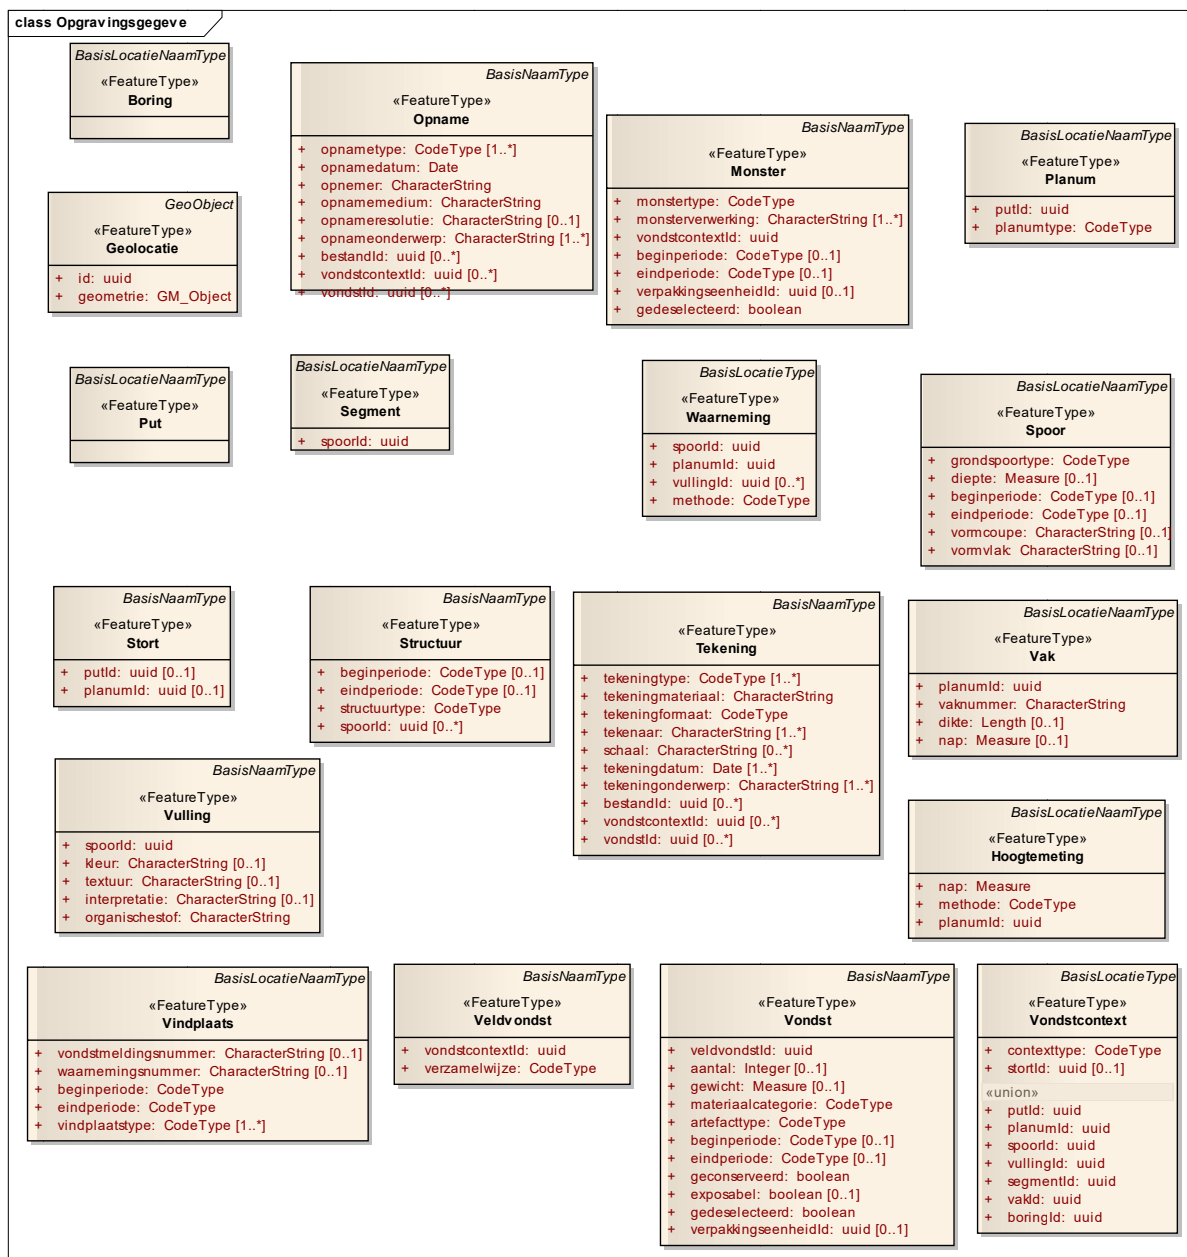 class Opgravingsgegeve
BasisLocatieNaamType
«FeatureType»
Boring
BasisNaamType
«FeatureType»
Opname
+ opnametype: CodeType [1..*]
+ opnamedatum: Date
+ opnemer: CharacterString
+ opnamemedium: CharacterString
+ opnameresolutie: CharacterString [0..1]
+ opnameonderwerp: CharacterString [1..*]
+ bestandId: uuid [0..*]
+ vondstcontextId: uuid [0..*]
+ vondstId: uuid [0..*]
BasisNaamType
«FeatureType»
Monster
+ monstertype: CodeType
+ monsterverwerking: CharacterString [1..*]
+ vondstcontextId: uuid
+ beginperiode: CodeType [0..1]
+ eindperiode: CodeType [0..1]
+ verpakkingseenheidId: uuid [0..1]
+ gedeselecteerd: boolean
BasisLocatieNaamType
«FeatureType»
Planum
+ putId: uuid
+ planumtype: CodeType
GeoObject
«FeatureType»
Geolocatie
+ id: uuid
+ geometrie: GM_Object
BasisLocatieNaamType
«FeatureType»
Put
BasisLocatieNaamType
«FeatureType»
Segment
+ spoorId: uuid
BasisLocatieType
«FeatureType»
Waarneming
+ spoorId: uuid
+ planumId: uuid
+ vullingId: uuid [0..*]
+ methode: CodeType
BasisLocatieNaamType
«FeatureType»
Spoor
+ grondspoortype: CodeType
+ diepte: Measure [0..1]
+ beginperiode: CodeType [0..1]
+ eindperiode: CodeType [0..1]
+ vormcoupe: CharacterString [0..1]
+ vormvlak: CharacterString [0..1]
BasisNaamType
«FeatureType»
Stort
+ putId: uuid [0..1]
+ planumId: uuid [0..1]
BasisNaamType
«FeatureType»
Structuur
+ beginperiode: CodeType [0..1]
+ eindperiode: CodeType [0..1]
+ structuurtype: CodeType
+ spoorId: uuid [0..*]
BasisNaamType
«FeatureType»
Tekening
+ tekeningtype: CodeType [1..*]
+ tekeningmateriaal: CharacterString
+ tekeningformaat: CodeType
+ tekenaar: CharacterString [1..*]
+ schaal: CharacterString [0..*]
+ tekeningdatum: Date [1..*]
+ tekeningonderwerp: CharacterString [1..*]
+ bestandId: uuid [0..*]
+ vondstcontextId: uuid [0..*]
+ vondstId: uuid [0..*]
BasisLocatieNaamType
«FeatureType»
Vak
+ planumId: uuid
+ vaknummer: CharacterString
+ dikte: Length [0..1]
+ nap: Measure [0..1]
BasisNaamType
«FeatureType»
Vulling
+ spoorId: uuid
+ kleur: CharacterString [0..1]
+ textuur: CharacterString [0..1]
+ interpretatie: CharacterString [0..1]
+ organischestof: CharacterString
BasisLocatieNaamType
«FeatureType»
Hoogtemeting
+ nap: Measure
+ methode: CodeType
+ planumId: uuid
BasisLocatieNaamType
«FeatureType»
Vindplaats
+ vondstmeldingsnummer: CharacterString [0..1]
+ waarnemingsnummer: CharacterString [0..1]
+ beginperiode: CodeType
+ eindperiode: CodeType
+ vindplaatstype: CodeType [1..*]
BasisNaamType
«FeatureType»
Veldvondst
+ vondstcontextId: uuid
+ verzamelwijze: CodeType
BasisNaamType
«FeatureType»
Vondst
+ veldvondstId: uuid
+ aantal: Integer [0..1]
+ gewicht: Measure [0..1]
+ materiaalcategorie: CodeType
+ artefacttype: CodeType
+ beginperiode: CodeType [0..1]
+ eindperiode: CodeType [0..1]
+ geconserveerd: boolean
+ exposabel: boolean [0..1]
+ gedeselecteerd: boolean
+ verpakkingseenheidId: uuid [0..1]
BasisLocatieType
«FeatureType»
Vondstcontext
+ contexttype: CodeType
+ stortId: uuid [0..1]
«union»
+ putId: uuid
+ planumId: uuid
+ spoorId: uuid
+ vullingId: uuid
+ segmentId: uuid
+ vakId: uuid
+ boringId: uuid